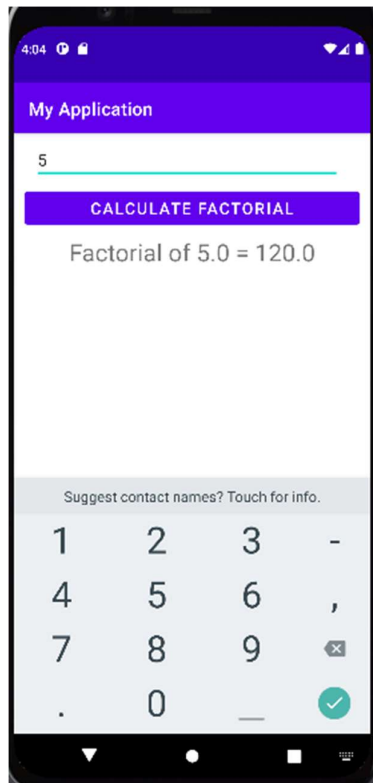 4:04
My Application
5
CALCULATE FACTORIAL
Factorial of 5.0 = 120.0
Suggest contact names? Touch for info.
1 2 3 -
4 5 6 ,
7 8 9
. 0 _